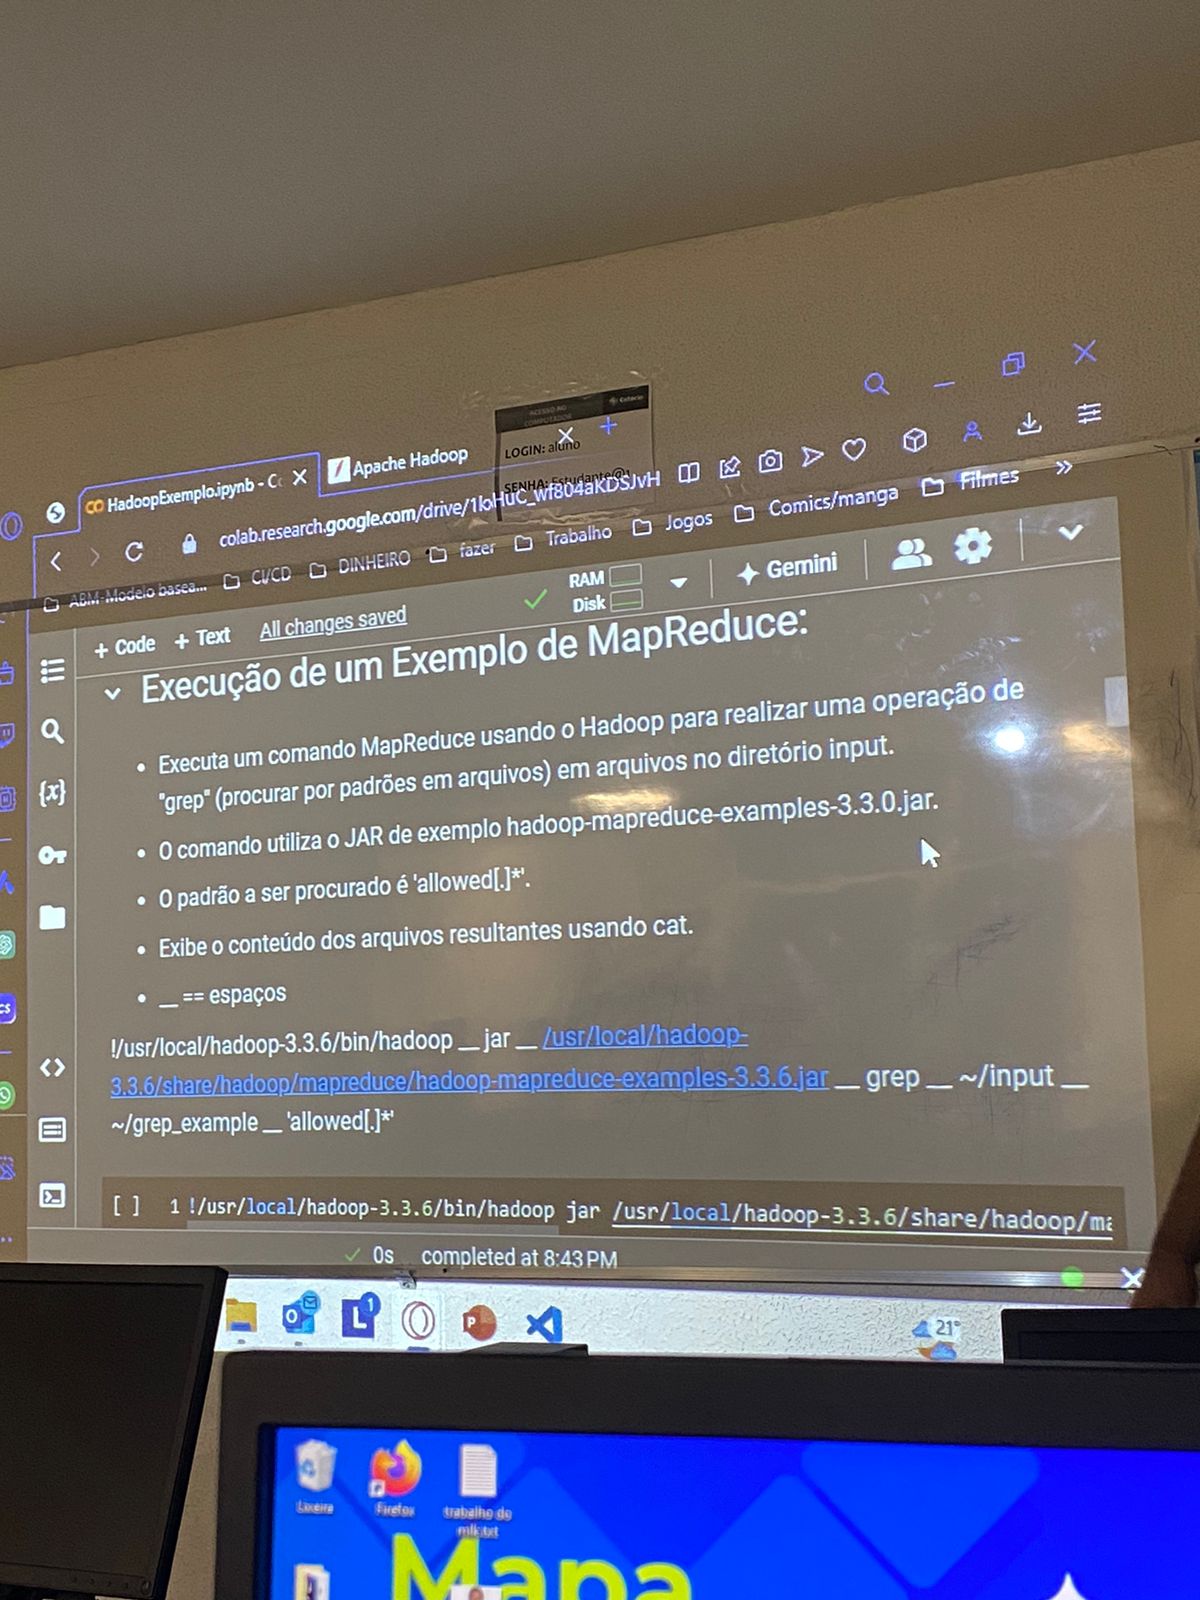 ACESSO AO
COMPUTADOR
Estácio
LOGIN: aluno
SENHA: Estudante@1
HadoopExemplo.ipynb - C
Apache Hadoop
colab.research.google.com/drive/
ABM-Modelo basea...
CI/CD
DINHEIRO
fazer
Trabalho
Jogos
Comics/manga
Filmes
+ Code + Text All changes saved
RAM
Disk
Gemini
Execução de um Exemplo de MapReduce:
• Executa um comando MapReduce usando o Hadoop para realizar uma operação de
"grep" (procurar por padrões em arquivos) em arquivos no diretório input.
• O comando utiliza o JAR de exemplo hadoop-mapreduce-examples-3.3.0.jar.
• O padrão a ser procurado é 'allowed[.]*'.
• Exibe o conteúdo dos arquivos resultantes usando cat.
• __ == espaços
!/usr/local/hadoop-3.3.6/bin/hadoop __ jar __ /usr/local/hadoop-
3.3.6/share/hadoop/mapreduce/hadoop-mapreduce-examples-3.3.6.jar __ grep __ ~/input __
~/grep_example __ 'allowed[.]*'
[ ] 1 !/usr/local/hadoop-3.3.6/bin/hadoop jar /usr/local/hadoop-3.3.6/share/hadoop/ma
0s completed at 8:43 PM
21°
Lixeira
Firefox
trabalho do
mlk.txt
Mapa